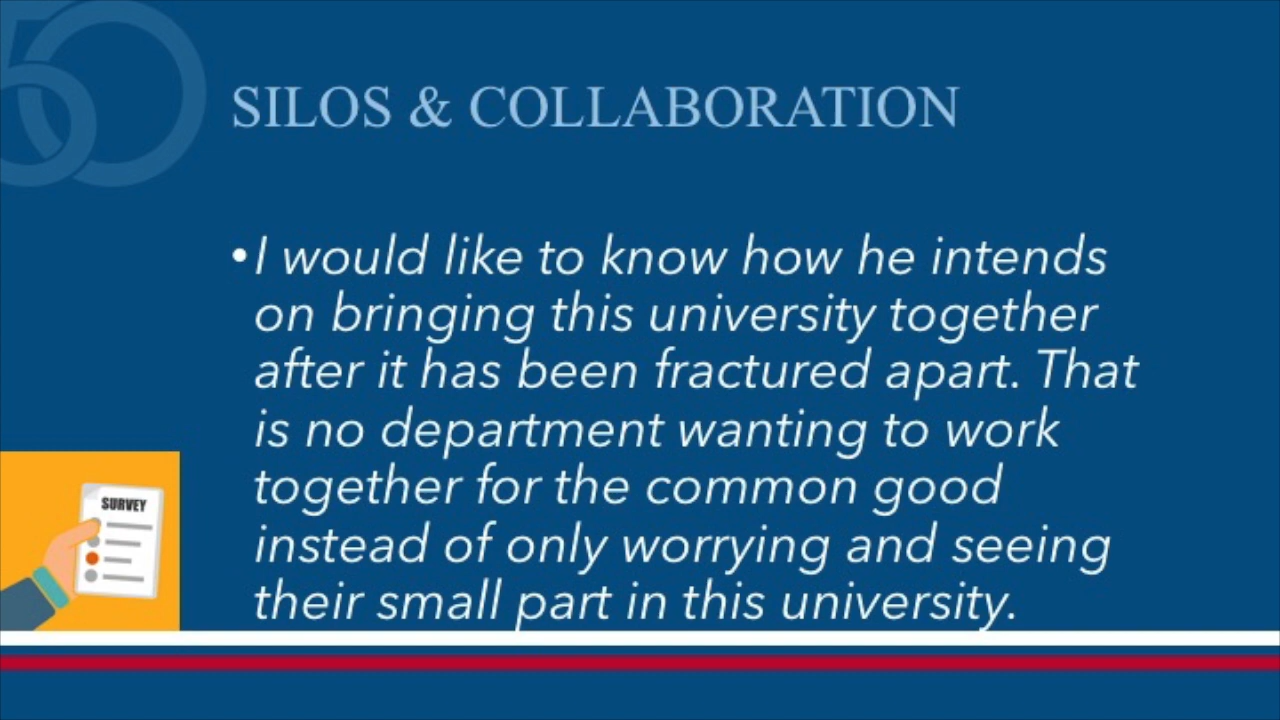 50
SILOS & COLLABORATION
•I would like to know how he intends
on bringing this university together
after it has been fractured apart. That
is no department wanting to work
together for the common good
instead of only worrying and seeing
their small part in this university.
SURVEY